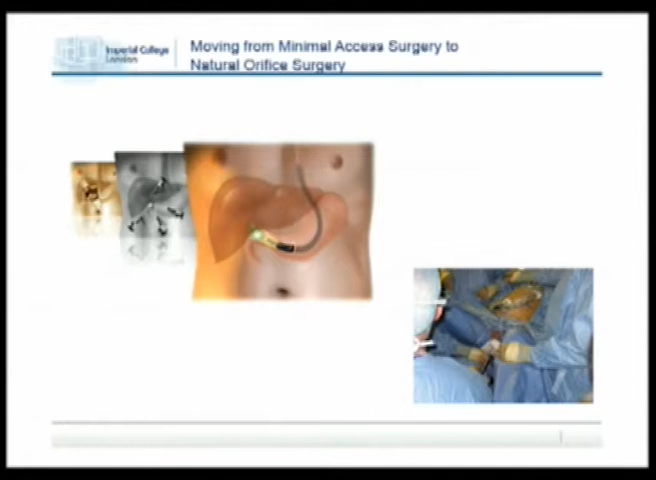 Imperial College
London
Moving from Minimal Access Surgery to
Natural Orifice Surgery